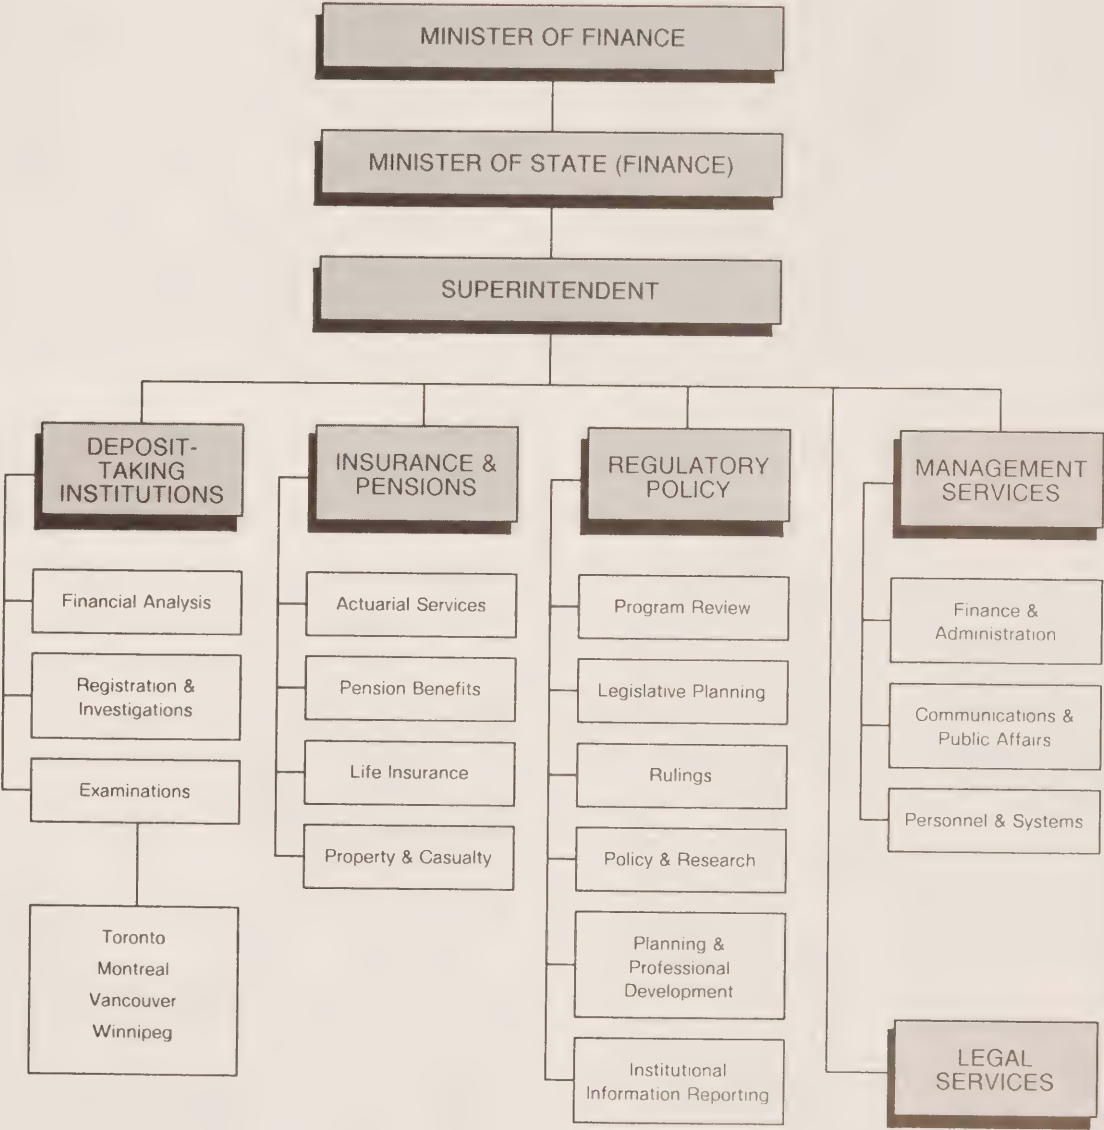 MINISTER OF FINANCE
MINISTER OF STATE (FINANCE)
SUPERINTENDENT
DEPOSIT-
TAKING
INSTITUTIONS
Financial Analysis
Registration &
Investigations
Examinations
Toronto
Montreal
Vancouver
Winnipeg
INSURANCE &
PENSIONS
Actuarial Services
Pension Benefits
Life Insurance
Property & Casualty
REGULATORY
POLICY
Program Review
Legislative Planning
Rulings
Policy & Research
Planning &
Professional
Development
Institutional
Information Reporting
MANAGEMENT
SERVICES
Finance &
Administration
Communications &
Public Affairs
Personnel & Systems
LEGAL
SERVICES